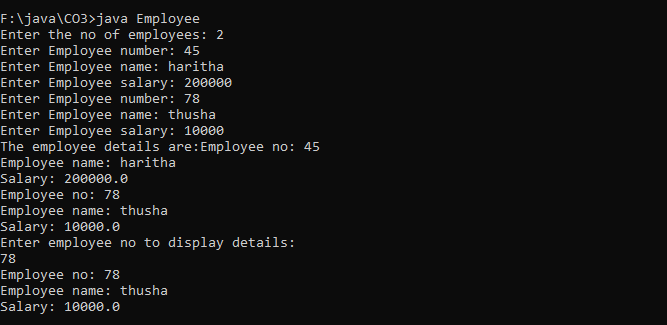 F:\java\CO3>java Employee
Enter the no of employees: 2
Enter Employee number: 45
Enter Employee name: haritha
Enter Employee salary: 200000
Enter Employee number: 78
Enter Employee name: thusha
Enter Employee salary: 10000
The employee details are:Employee no: 45
Employee name: haritha
Salary: 200000.0
Employee no: 78
Employee name: thusha
Salary: 10000.0
Enter employee no to display details:
78
Employee no: 78
Employee name: thusha
Salary: 10000.0